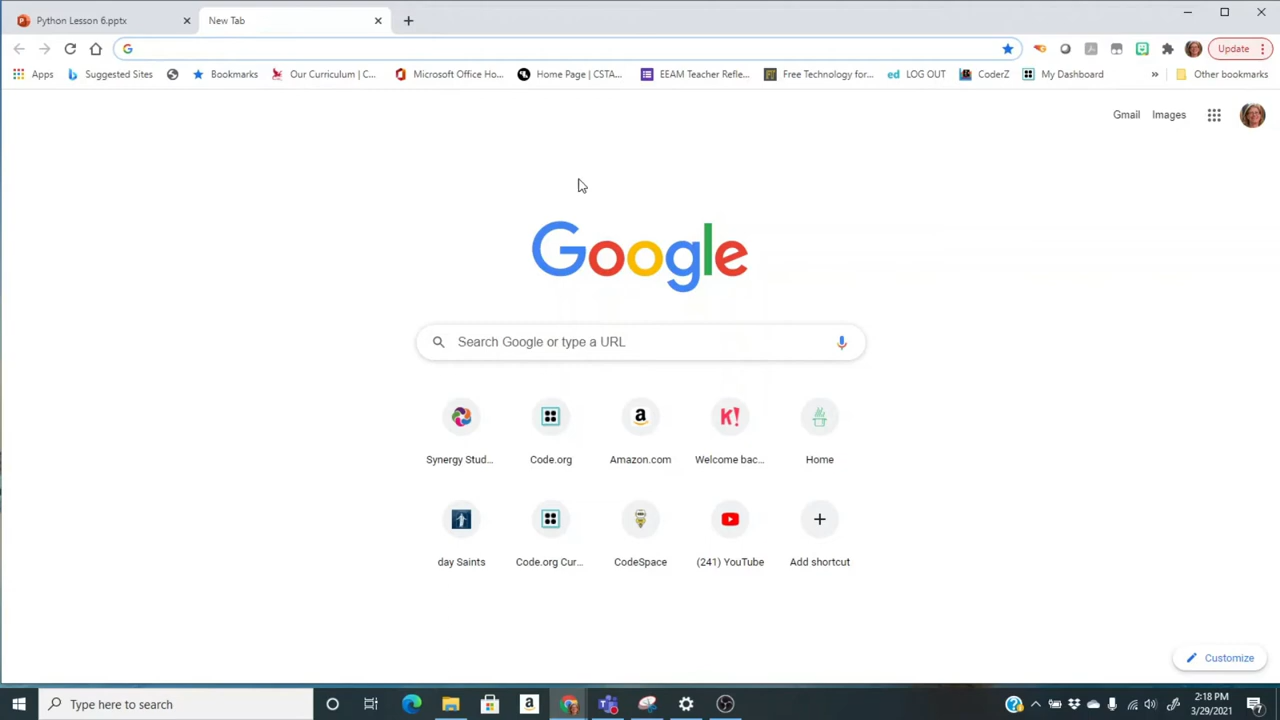 Python Lesson 6.pptx
New Tab
Update
Apps
Suggested Sites
Bookmarks
Our Curriculum | C...
Microsoft Office Ho...
Home Page | CSTA...
EEAM Teacher Refle...
Free Technology for...
ed LOG OUT
CoderZ
My Dashboard
»
Other bookmarks
Gmail Images
Google
Search Google or type a URL
a
K!
Synergy Stud...
Code.org
Amazon.com
Welcome bac...
Home
day Saints
Code.org Cur...
CodeSpace
(241) YouTube
Add shortcut
Customize
Type here to search
a
2:18 PM
3/29/2021